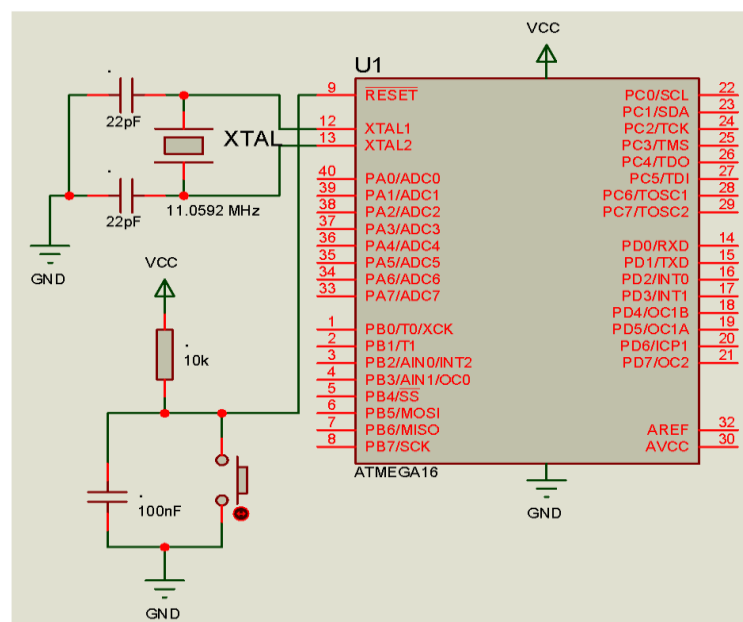 VCC
U1
22pF
XTAL
22pF
11.0592 MHz
GND
VCC
10k
100nF
GND
9 RESET
12 XTAL1
13 XTAL2
40 PA0/ADC0
39 PA1/ADC1
38 PA2/ADC2
37 PA3/ADC3
36 PA4/ADC4
35 PA5/ADC5
34 PA6/ADC6
33 PA7/ADC7
1 PB0/T0/XCK
2 PB1/T1
3 PB2/AIN0/INT2
4 PB3/AIN1/OC0
5 PB4/SS
6 PB5/MOSI
7 PB6/MISO
8 PB7/SCK
PC0/SCL 22
PC1/SDA 23
PC2/TCK 24
PC3/TMS 25
PC4/TDO 26
PC5/TDI 27
PC6/TOSC1 28
PC7/TOSC2 29
PD0/RXD 14
PD1/TXD 15
PD2/INT0 16
PD3/INT1 17
PD4/OC1B 18
PD5/OC1A 19
PD6/ICP1 20
PD7/OC2 21
AREF 32
AVCC 30
ATMEGA16
GND